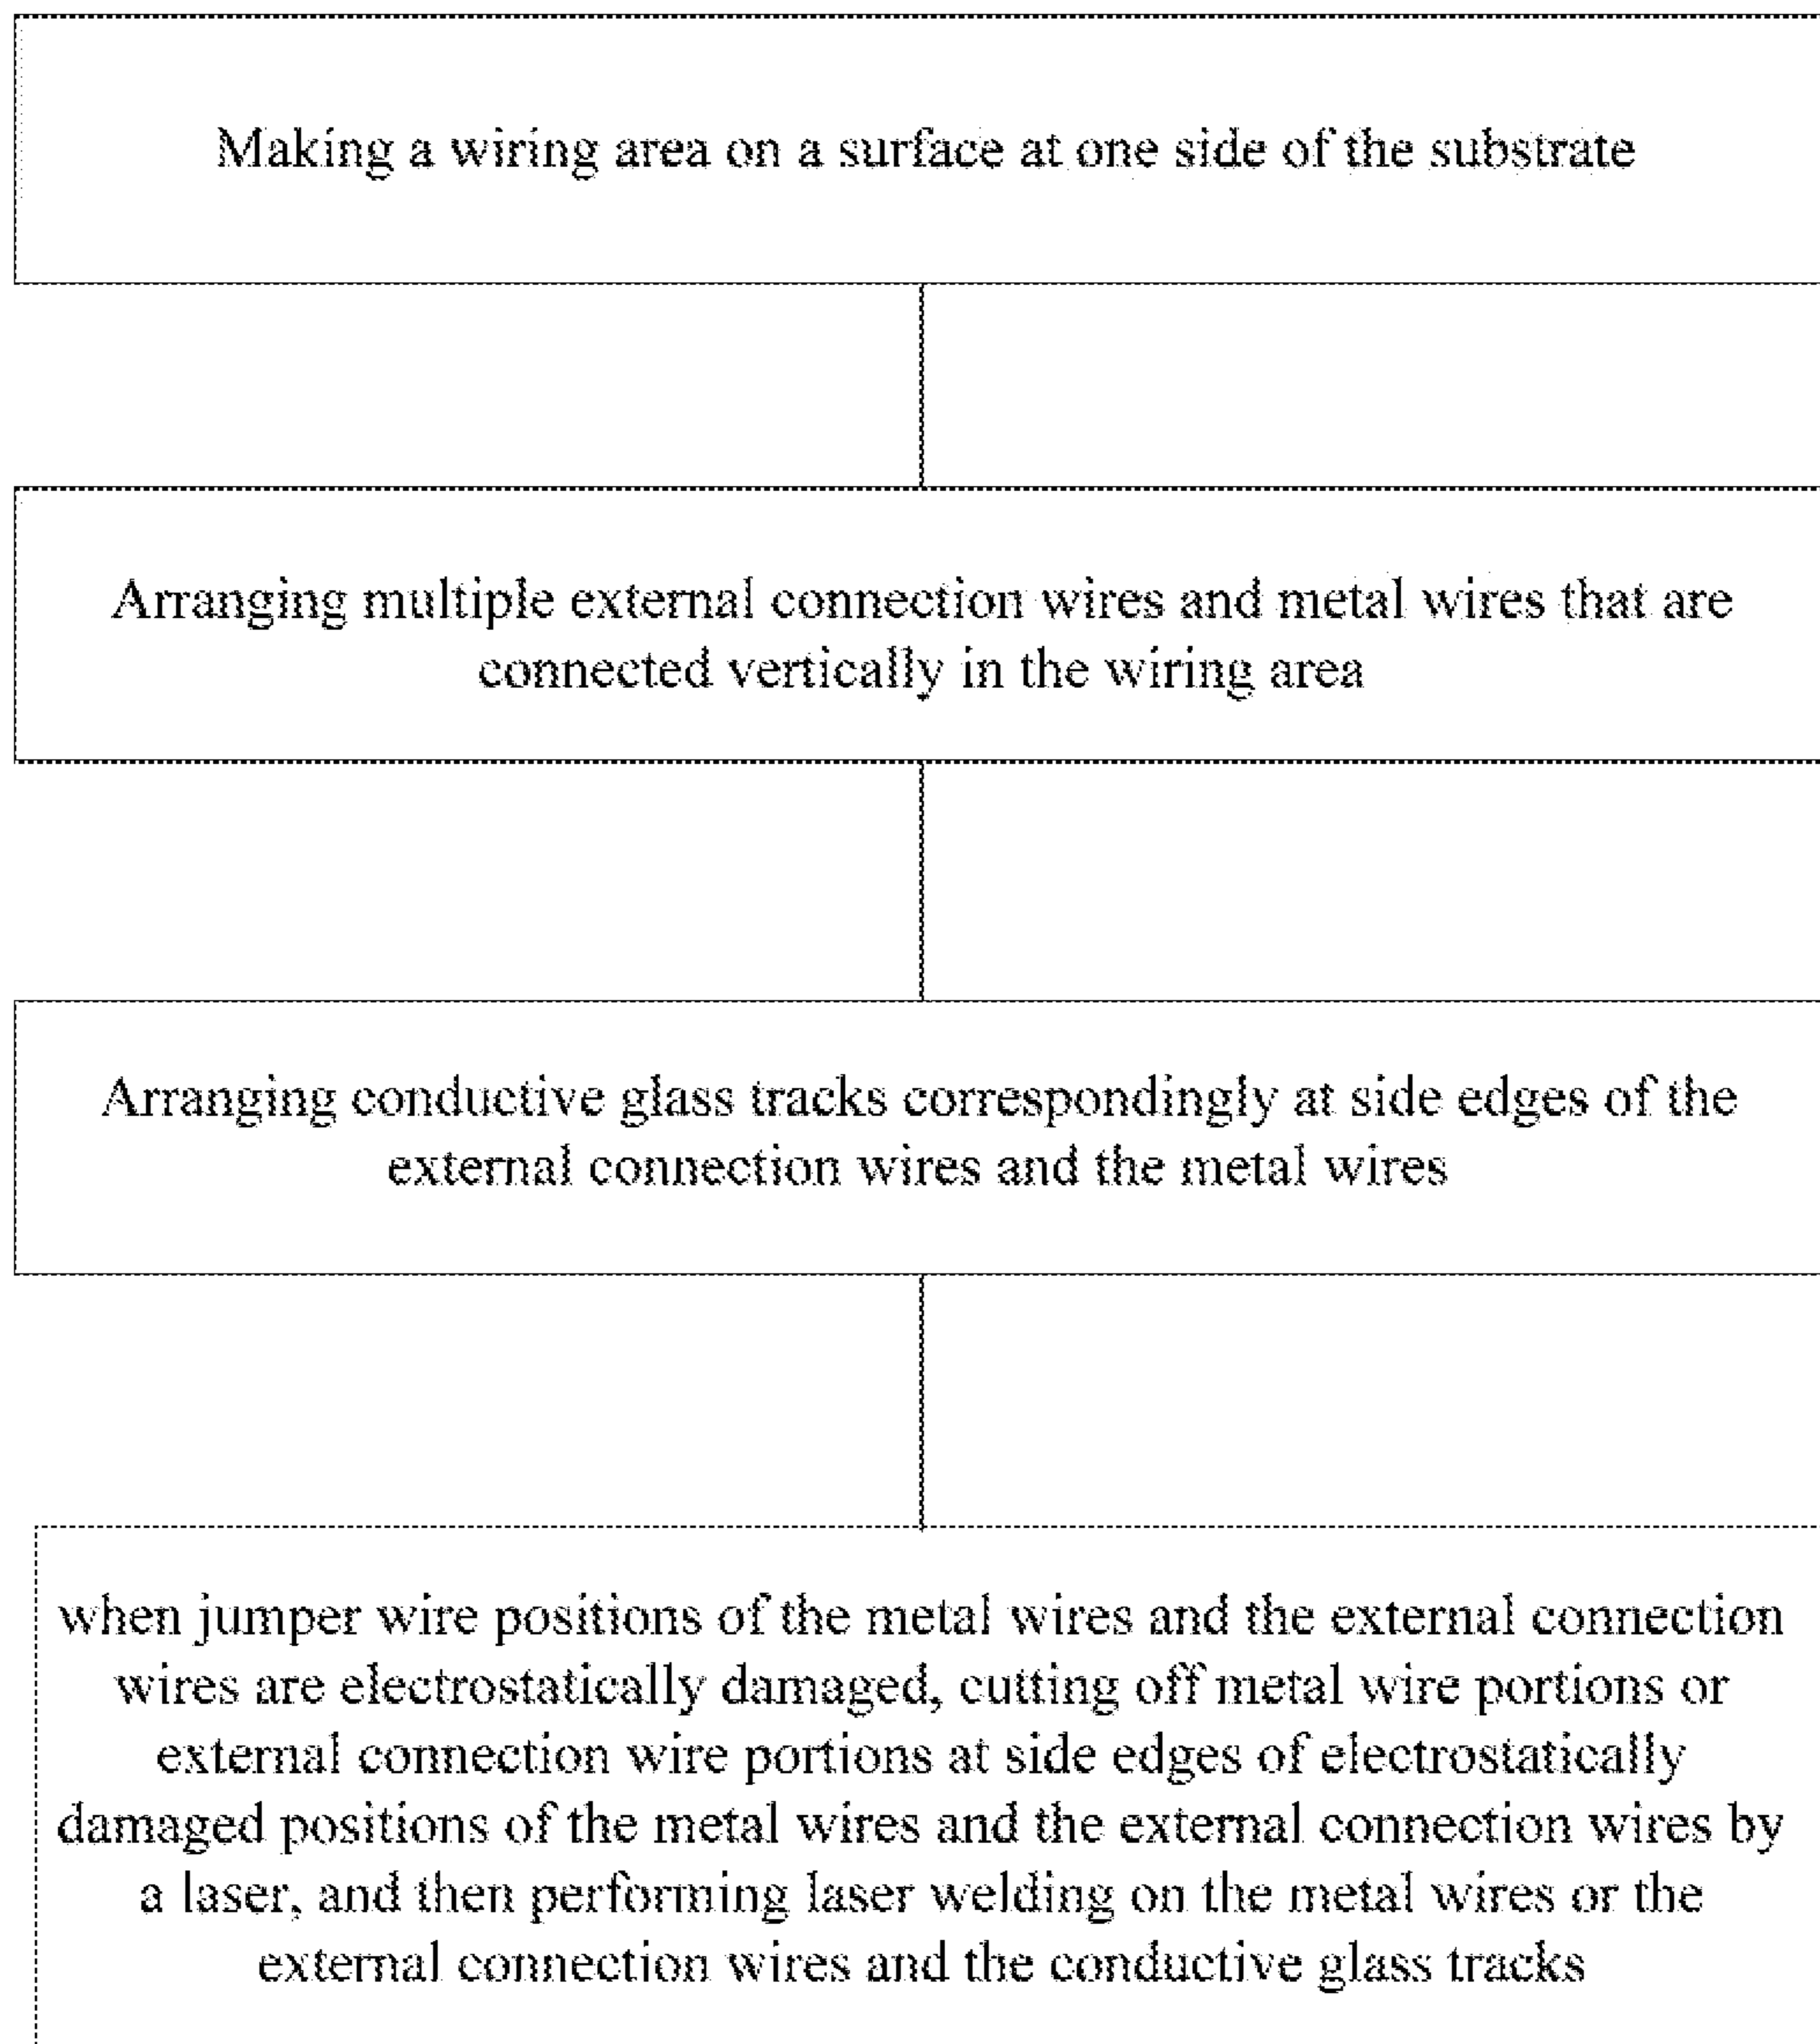 Making a wiring area on a surface at one side of the substrate
Arranging multiple external connection wires and metal wires that are
connected vertically in the wiring area
Arranging conductive glass tracks correspondingly at side edges of the
external connection wires and the metal wires
when jumper wire positions of the metal wires and the external connection
wires are electrostatically damaged, cutting off metal wire portions or
external connection wire portions at side edges of electrostatically
damaged positions of the metal wires and the external connection wires by
a laser, and then performing laser welding on the metal wires or the
external connection wires and the conductive glass tracks